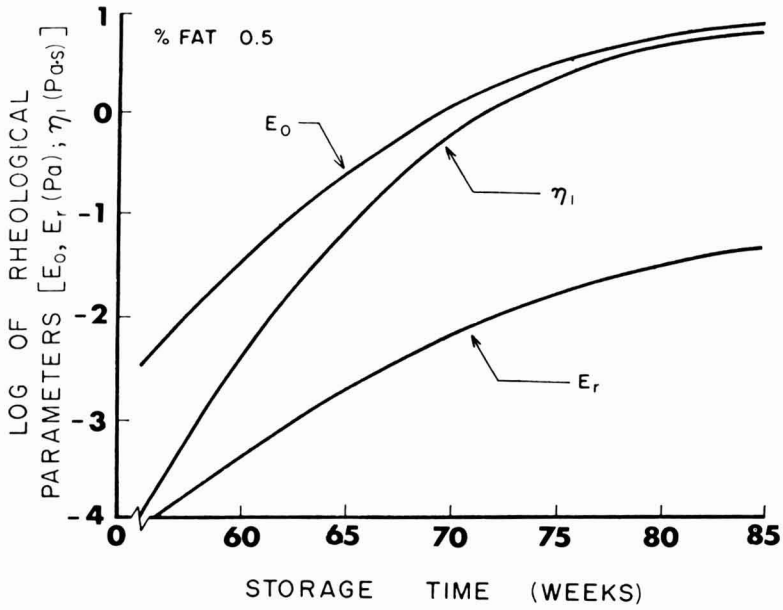 LOG OF RHEOLOGICAL
PARAMETERS [E₀, Eᵣ (Pa); η₁ (Pa·s)]
1
0
-1
-2
-3
-4
% FAT 0.5
E₀
η₁
Eᵣ
0 60 65 70 75 80 85
STORAGE TIME (WEEKS)